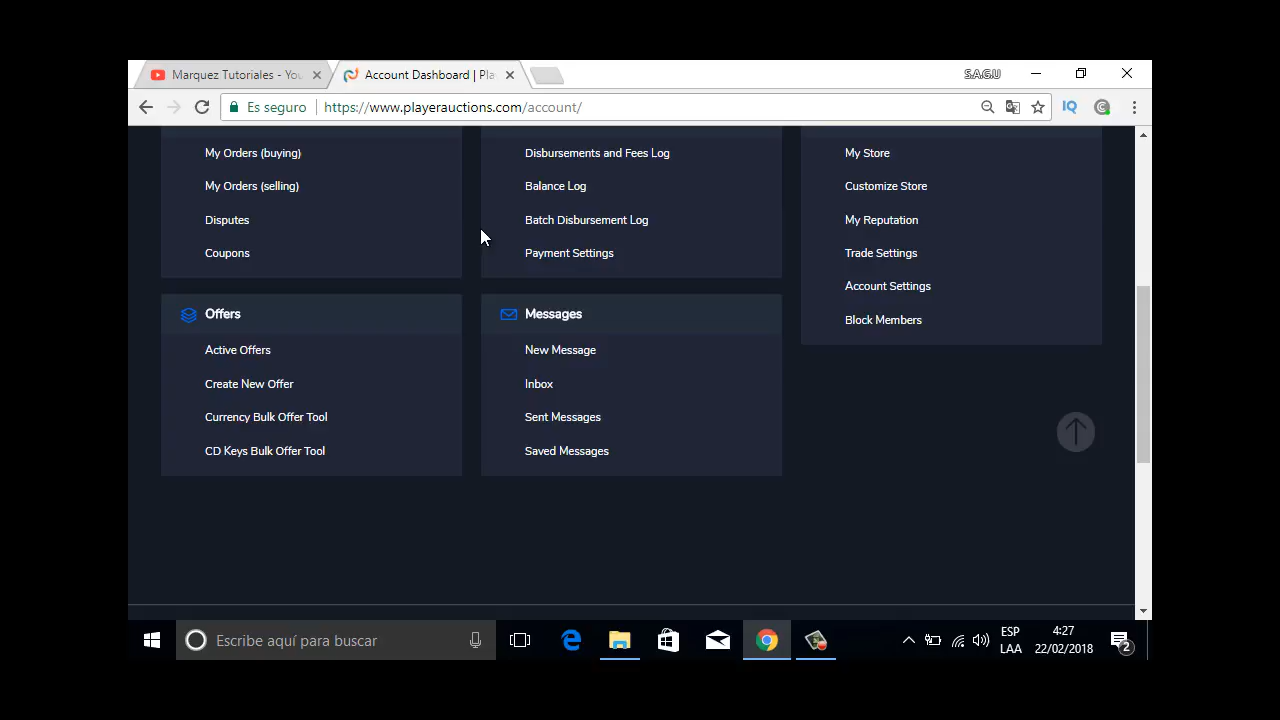 Marquez Tutoriales - You
Account Dashboard | Pla
S.A.G.U
Es seguro
https://www.playerauctions.com/account/
IQ
My Orders (buying)
My Orders (selling)
Disputes
Coupons
Disbursements and Fees Log
Balance Log
Batch Disbursement Log
Payment Settings
My Store
Customize Store
My Reputation
Trade Settings
Account Settings
Block Members
Offers
Active Offers
Create New Offer
Currency Bulk Offer Tool
CD Keys Bulk Offer Tool
Messages
New Message
Inbox
Sent Messages
Saved Messages
Escribe aquí para buscar
ESP
LAA
4:27
22/02/2018
2